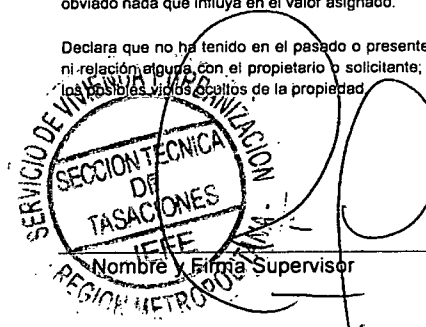 obviado nada que influya en el valor asignado.
Declara que no ha tenido en el pasado o presente
ni relación alguna con el propietario o solicitante;
los posibles vicios ocultos de la propiedad
SERVICIO DE VIVIENDA Y URBANIZACION
SECCION TECNICA
DE
TASACIONES
JEFE
REGION METROPOLITANA
Nombre y Firma Supervisor